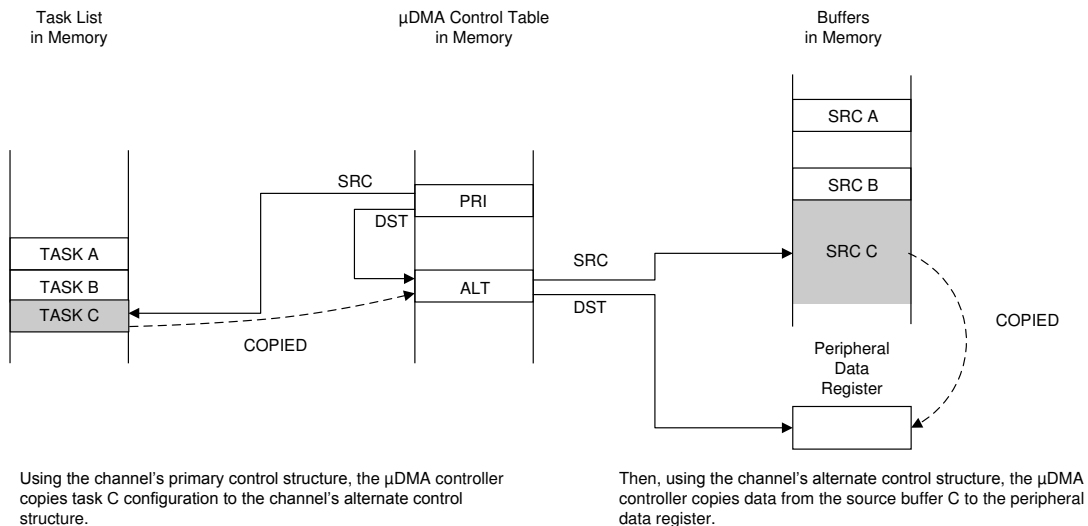 Task List
in Memory
µDMA Control Table
in Memory
Buffers
in Memory
SRC A
SRC B
SRC C
SRC
PRI
DST
TASK A
TASK B
TASK C
ALT
SRC
DST
COPIED
COPIED
Peripheral
Data
Register
Using the channel's primary control structure, the µDMA controller
copies task C configuration to the channel's alternate control
structure.
Then, using the channel's alternate control structure, the µDMA
controller copies data from the source buffer C to the peripheral
data register.